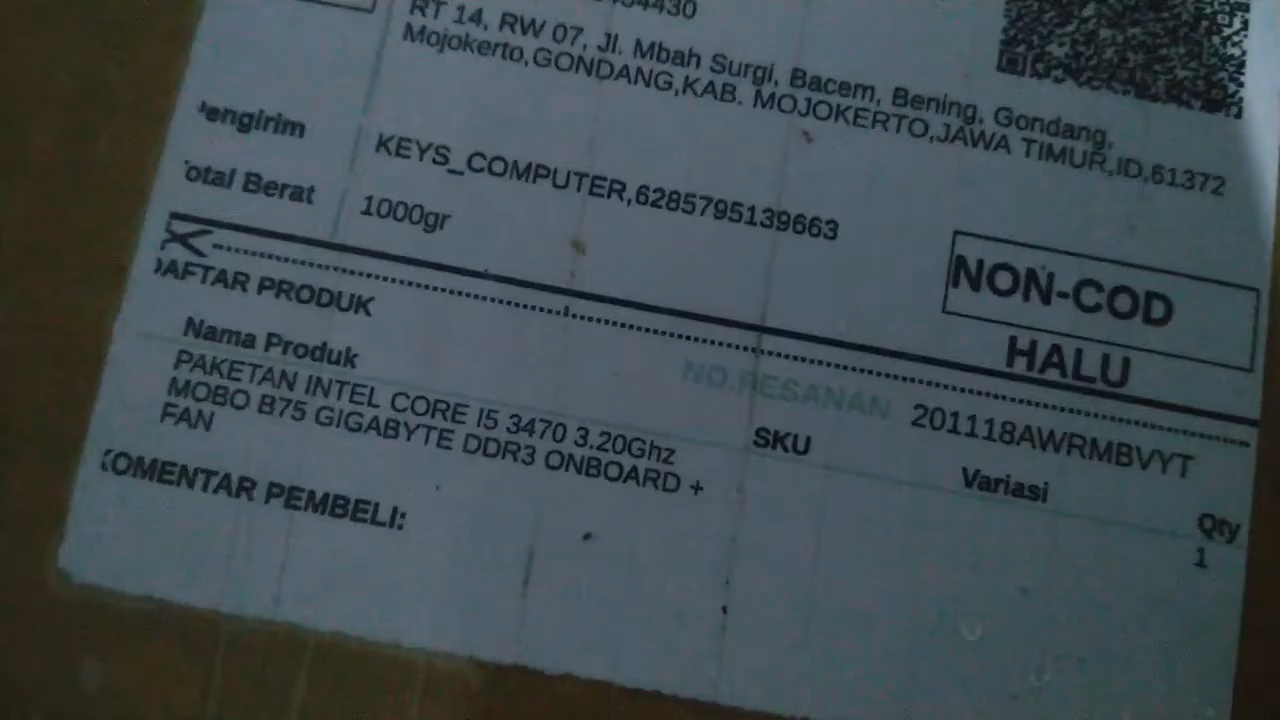 RT 14, RW 07, Jl. Mbah Surgi, Bacem, Bening, Gondang,
Mojokerto,GONDANG,KAB. MOJOKERTO,JAWA TIMUR,ID,61372
engirim KEYS_COMPUTER,6285795139663
otal Berat 1000gr
NON-COD
HALU
AFTAR PRODUK
NO.PESANAN 201118AWRMBVYT
Nama Produk SKU Variasi Qty
PAKETAN INTEL CORE I5 3470 3.20Ghz 1
MOBO B75 GIGABYTE DDR3 ONBOARD +
FAN
KOMENTAR PEMBELI: